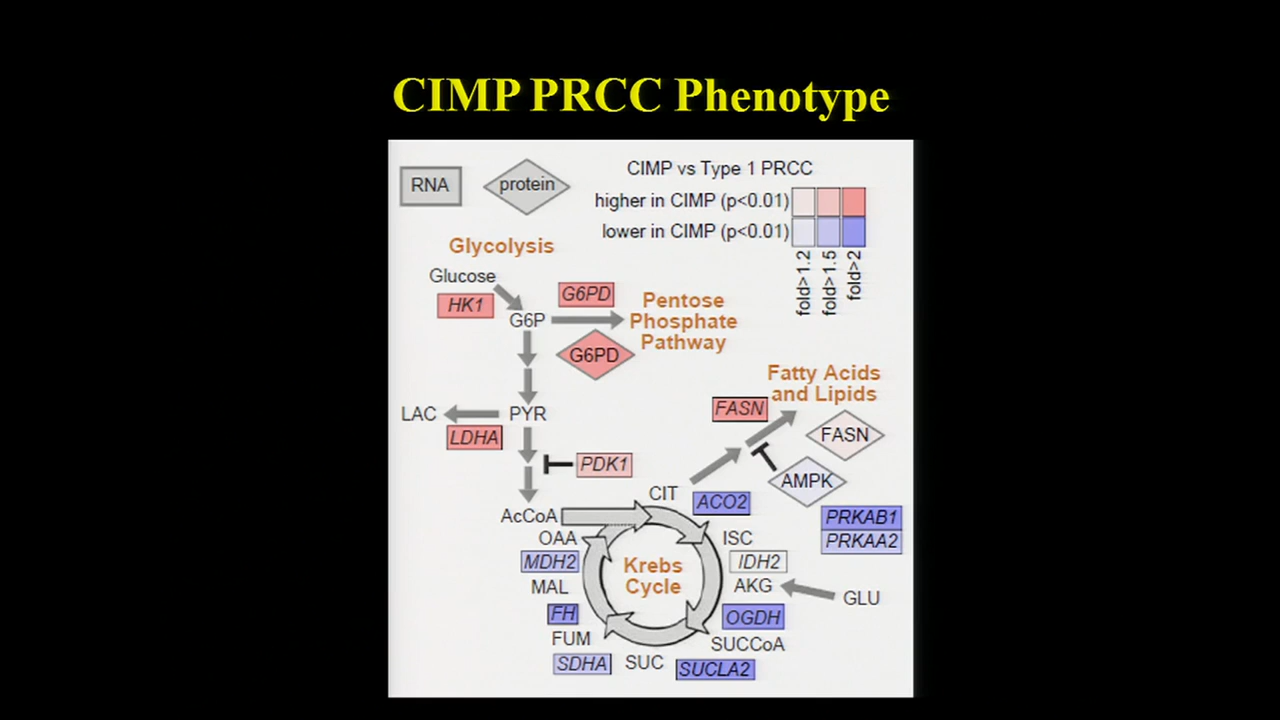 CIMP PRCC Phenotype
RNA
protein
CIMP vs Type 1 PRCC
higher in CIMP (p<0.01)
lower in CIMP (p<0.01)
fold>1.2
fold>1.5
fold>2
Glycolysis
Glucose
HK1
G6P
G6PD
G6PD
Pentose
Phosphate
Pathway
Fatty Acids
and Lipids
FASN
FASN
AMPK
LAC
PYR
LDHA
PDK1
PRKAB1
PRKAA2
CIT
ACO2
AcCoA
OAA
ISC
MDH2
Krebs
Cycle
IDH2
MAL
AKG
GLU
FH
OGDH
FUM
SUCCoA
SDHA
SUC
SUCLA2